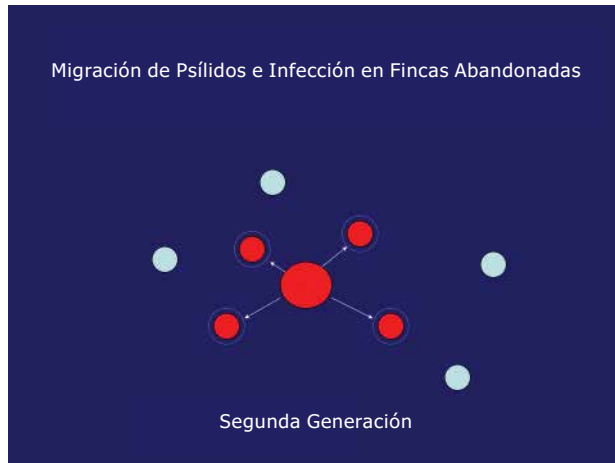 Migración de Psílidos e Infección en Fincas Abandonadas
Segunda Generación